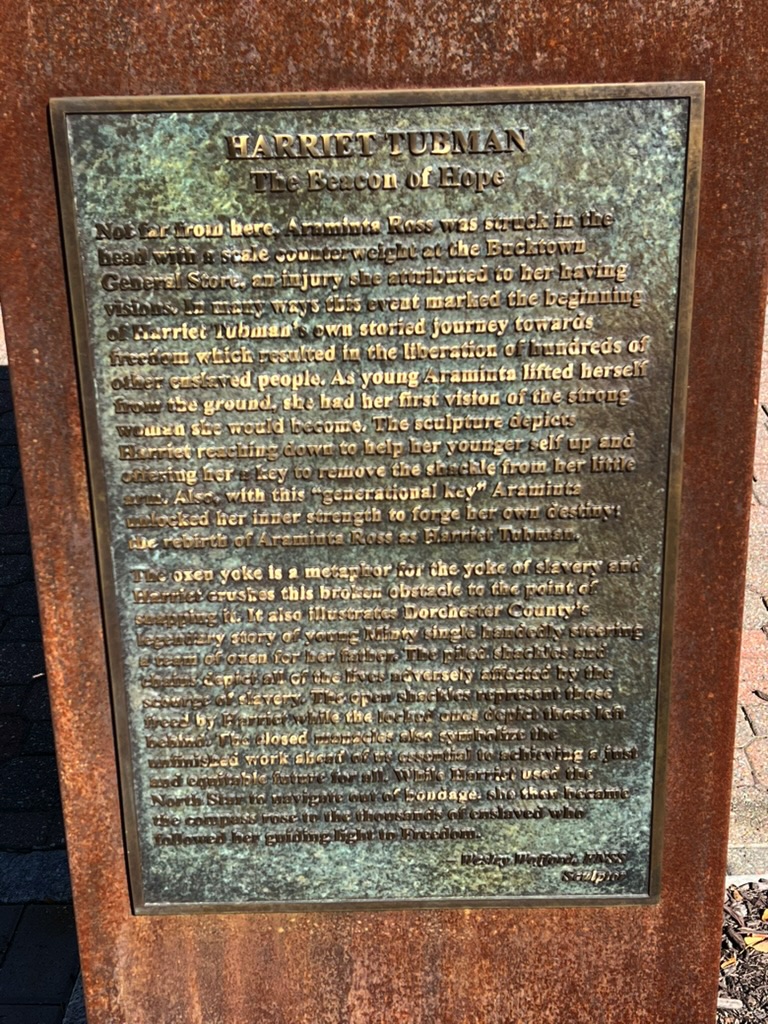 HARRIET TUBMAN
The Beacon of Hope
Not far from here, Araminta Ross was struck in the
head with a scale counterweight at the Bucktown
General Store, an injury she attributed to her having
visions. In many ways this event marked the beginning
of Harriet Tubman's own storied journey towards
freedom which resulted in the liberation of hundreds of
other enslaved people. As young Araminta lifted herself
from the ground, she had her first vision of the strong
woman she would become. The sculpture depicts
Harriet reaching down to help her younger self up and
offering her a key to remove the shackle from her little
arm. Also, with this "generational key" Araminta
unlocked her inner strength to forge her own destiny:
the rebirth of Araminta Ross as Harriet Tubman.
The oxen yoke is a metaphor for the yoke of slavery and
Harriet crushes this broken obstacle to the point of
snapping it. It also illustrates Dorchester County's
legendary story of young Minty single handedly steering
a team of oxen for her father. The piled shackles and
chains depict all of the lives adversely affected by the
scourge of slavery. The open shackles represent those
freed by Harriet while the locked ones depict those left
behind. The closed manacles also symbolize the
unfinished work ahead of us essential to achieving a just
and equitable future for all. While Harriet used the
North Star to navigate out of bondage, she then became
the compass rose to the thousands of enslaved who
followed her guiding light to Freedom.
— Wesley Wofford, FNSS
Sculptor